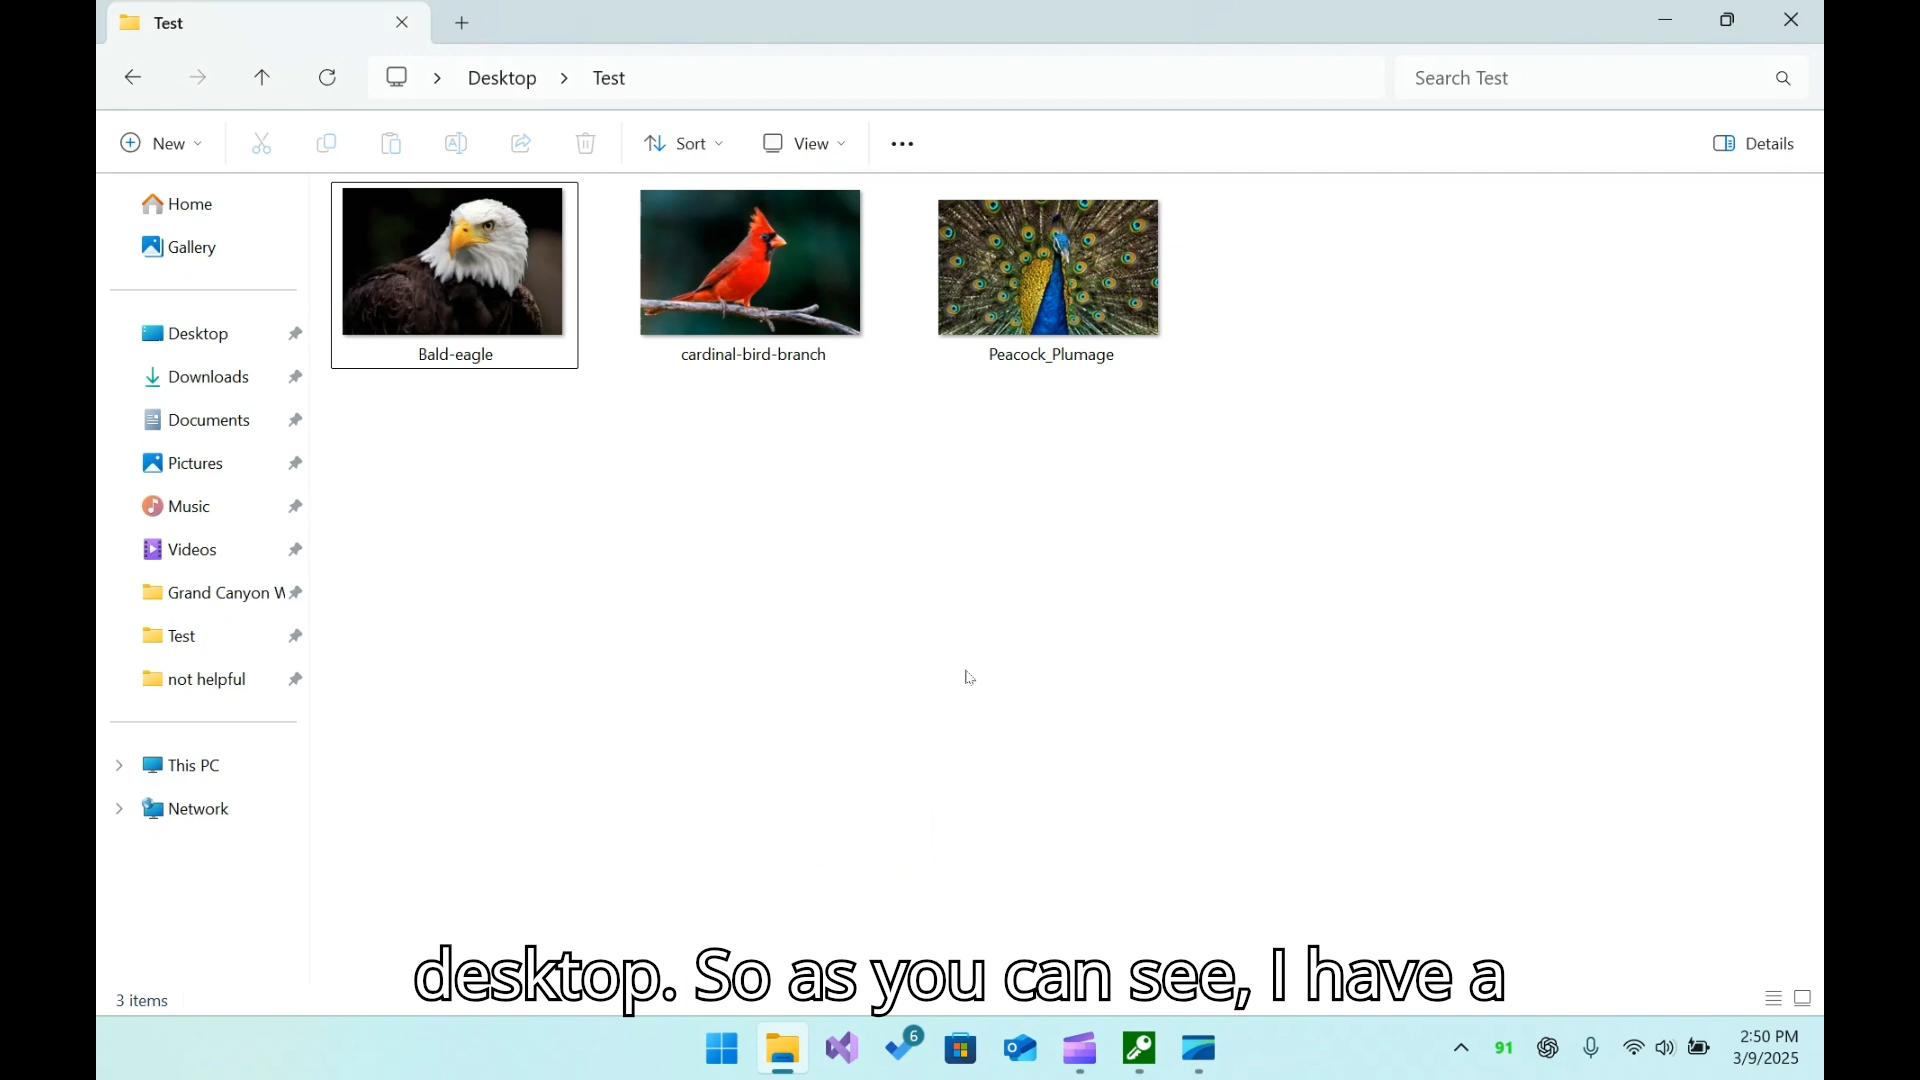 Test
Desktop
Test
Search Test
New
Sort
View
Details
Home
Gallery
Desktop
Downloads
Documents
Pictures
Music
Videos
Grand Canyon W
Test
not helpful
This PC
Network
Bald-eagle
cardinal-bird-branch
Peacock_Plumage
desktop. So as you can see, I have a
3 items
6
91
2:50 PM
3/9/2025